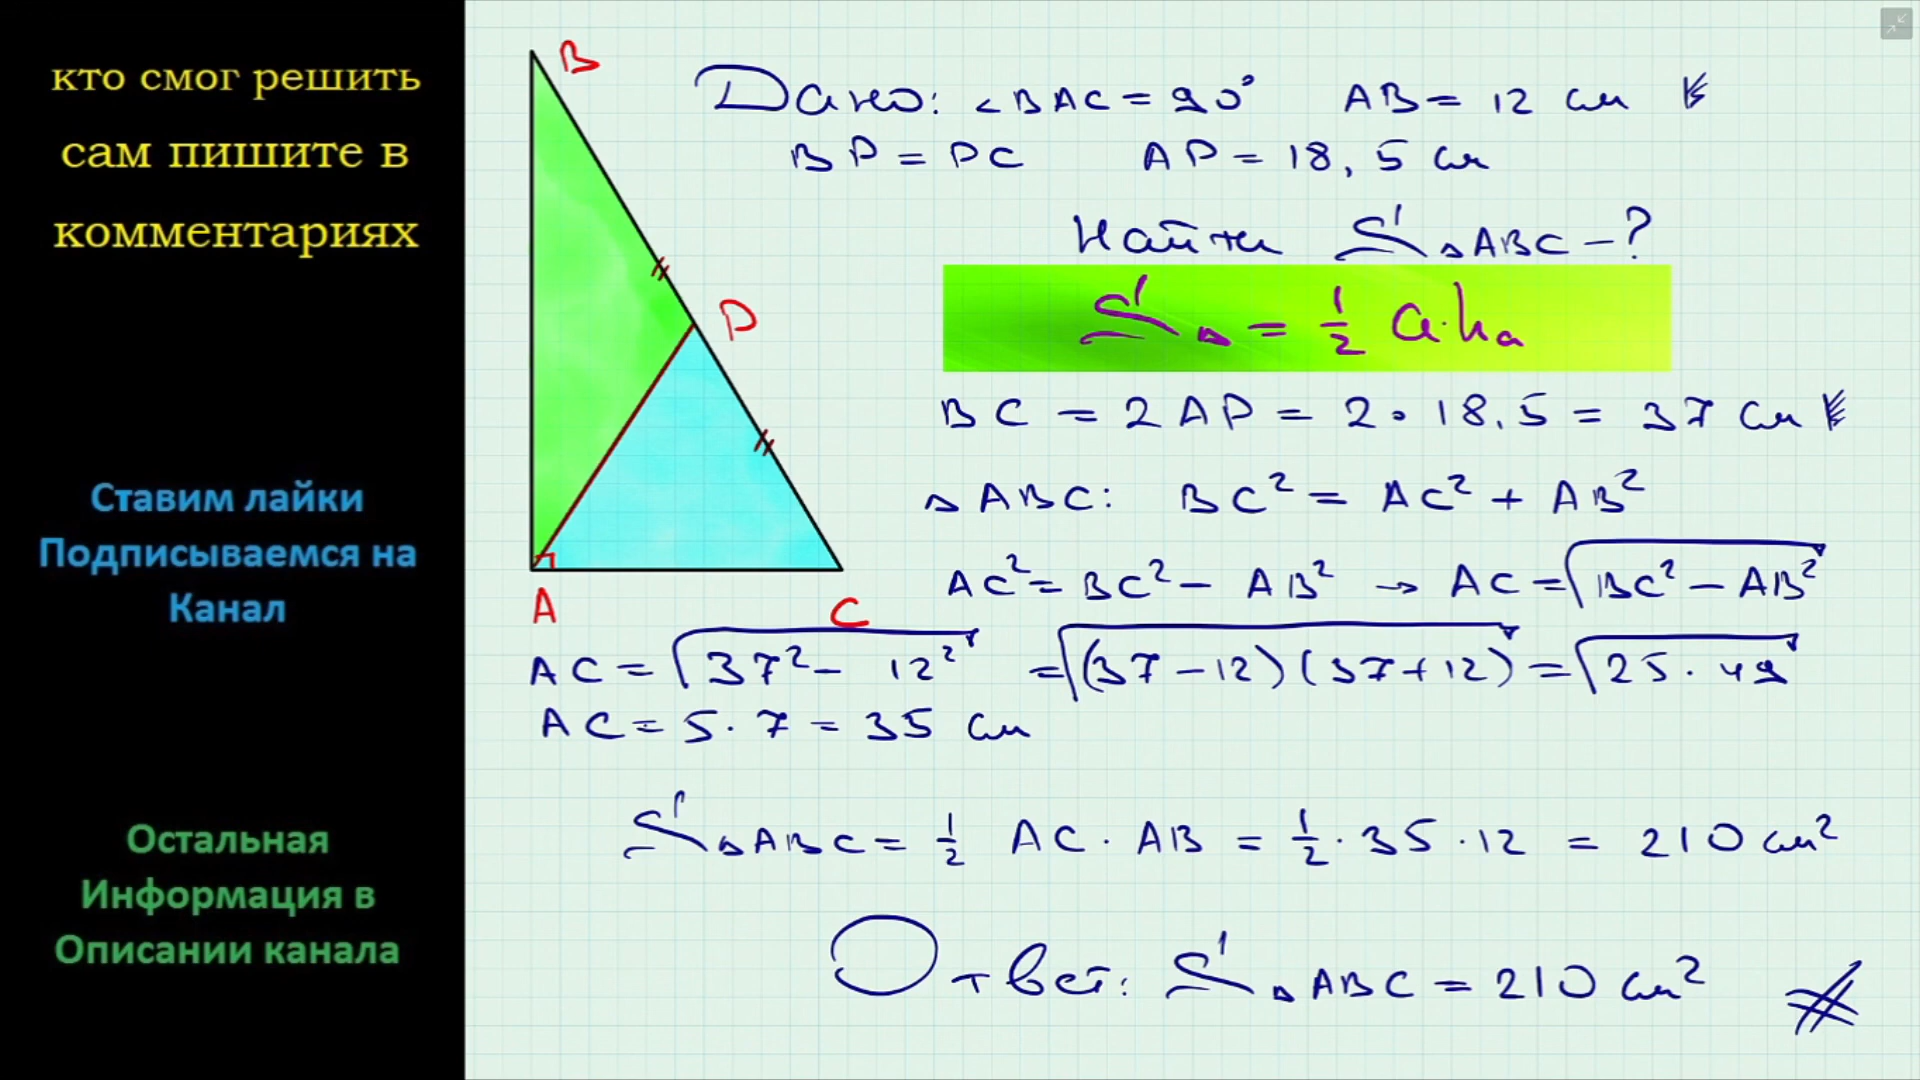 кто смог решить
сам пишите в
комментариях
Ставим лайки
Подписываемся на
Канал
Остальная
Информация в
Описании канала
B
P
A
C
Дано: ∠BAC = 90° AB = 12 см
BP = PC AP = 18,5 см
Найти S△ABC - ?
S△ = 1/2 a·hₐ
BC = 2AP = 2·18,5 = 37 см
△ABC: BC² = AC² + AB²
AC² = BC² - AB² → AC = √(BC² - AB²)
AC = √(37² - 12²) = √((37-12)(37+12)) = √(25·49)
AC = 5·7 = 35 см
S△ABC = 1/2 AC·AB = 1/2·35·12 = 210 см²
Ответ: S△ABC = 210 см²